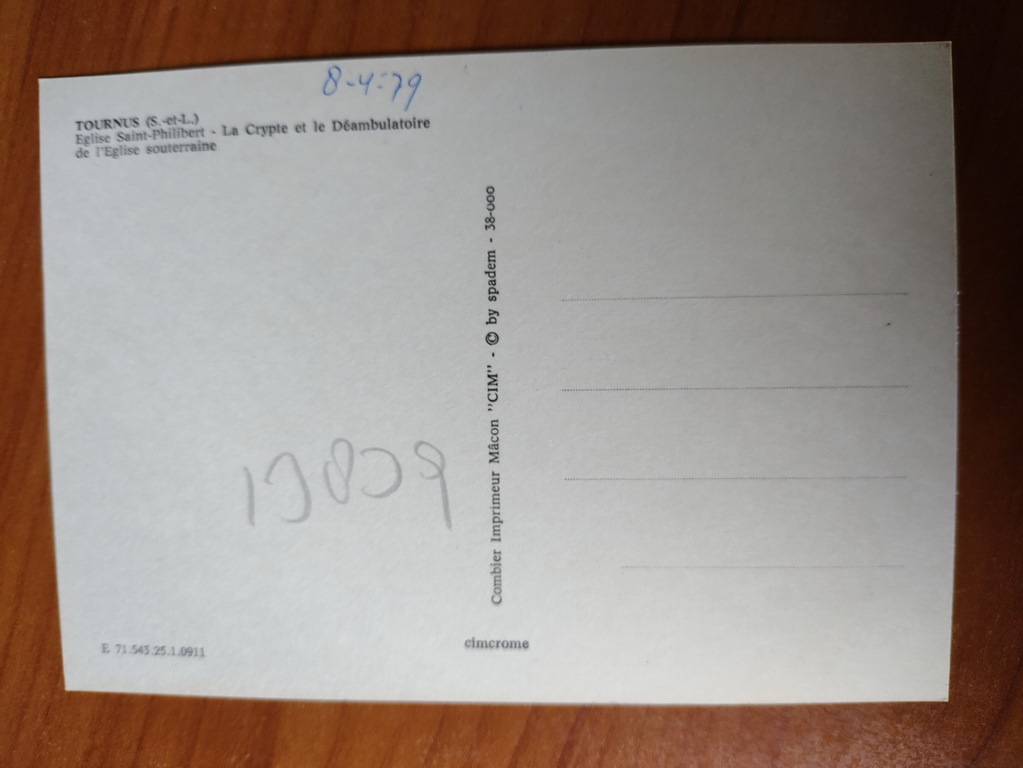 8-4-79
TOURNUS (S.-et-L.)
Eglise Saint-Philibert - La Crypte et le Déambulatoire
de l'Eglise souterraine
Combier Imprimeur Mâcon "CIM" - © by spadem - 38-000
cimcrome
E 71.543.25.1.0911